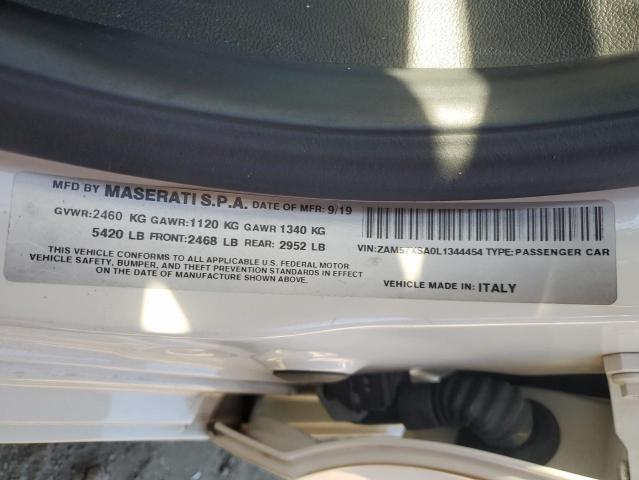 MFD BY MASERATI S.P.A. DATE OF MFR: 9/19
GVWR:2460 KG GAWR:1120 KG GAWR 1340 KG
5420 LB FRONT:2468 LB REAR: 2952 LB
THIS VEHICLE CONFORMS TO ALL APPLICABLE U.S. FEDERAL MOTOR
VEHICLE SAFETY, BUMPER, AND THEFT PREVENTION STANDARDS IN EFFECT
ON THE DATE OF MANUFACTURE SHOWN ABOVE.
VIN:ZAM57XSA0L1344454 TYPE:PASSENGER CAR
VEHICLE MADE IN: ITALY